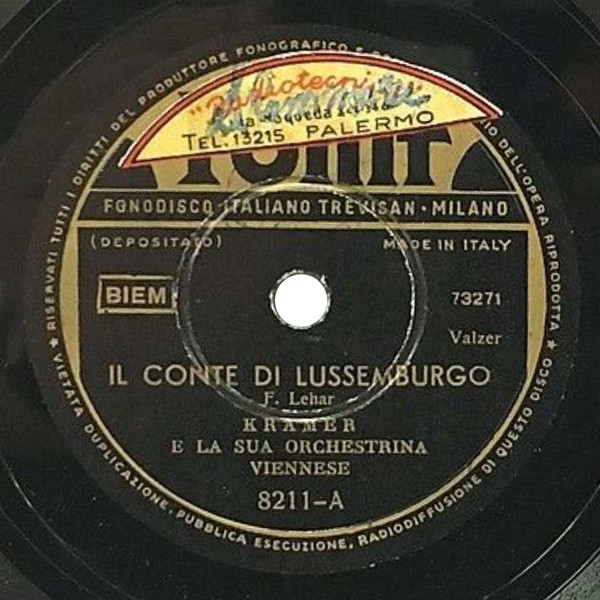 ★ RISERVATI TUTTI I DIRITTI DEL PRODUTTORE FONOGRAFICO E
DELL'OPERA RIPRODOTTA ★
"Radiotecnica
TEL. 13215 PALERMO
Fonit
FONODISCO ITALIANO TREVISAN · MILANO
(DEPOSITATO) MADE IN ITALY
BIEM
73271
Valzer
IL CONTE DI LUSSEMBURGO
F. Lehar
KRAMER
E LA SUA ORCHESTRINA
VIENNESE
8211-A
VIETATA DUPLICAZIONE, PUBBLICA ESECUZIONE, RADIODIFFUSIONE DI QUESTO DISCO